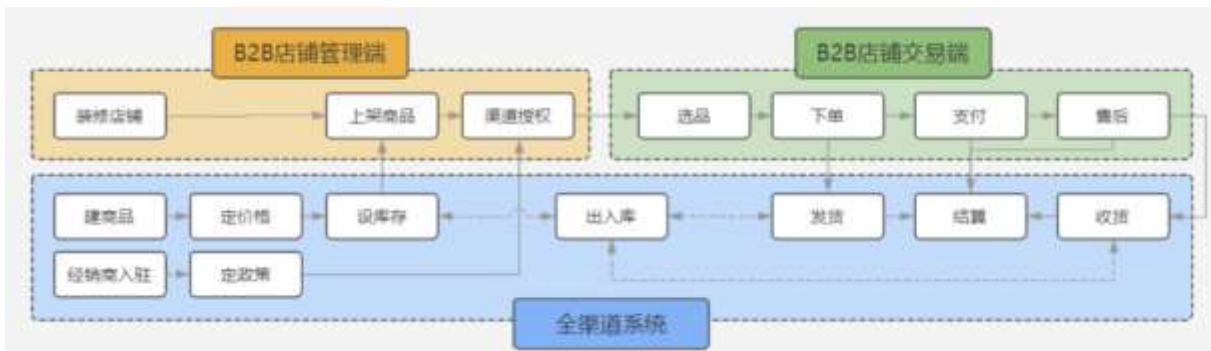 B2B店铺管理端
B2B店铺交易端
装修店铺
上架商品
渠道授权
选品
下单
支付
售后
建商品
定价格
设库存
出入库
发货
结算
收货
经销商入驻
定政策
全渠道系统